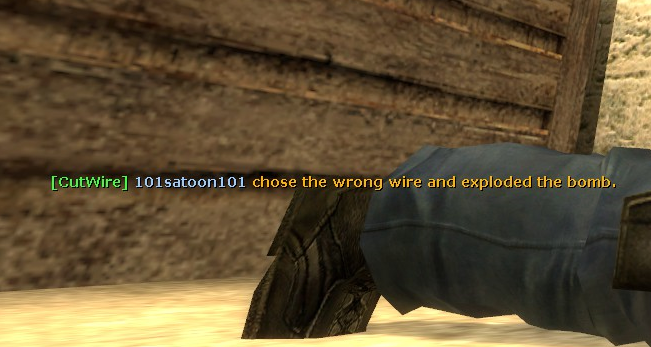 [CutWire] 101satoon101 chose the wrong wire and exploded the bomb.